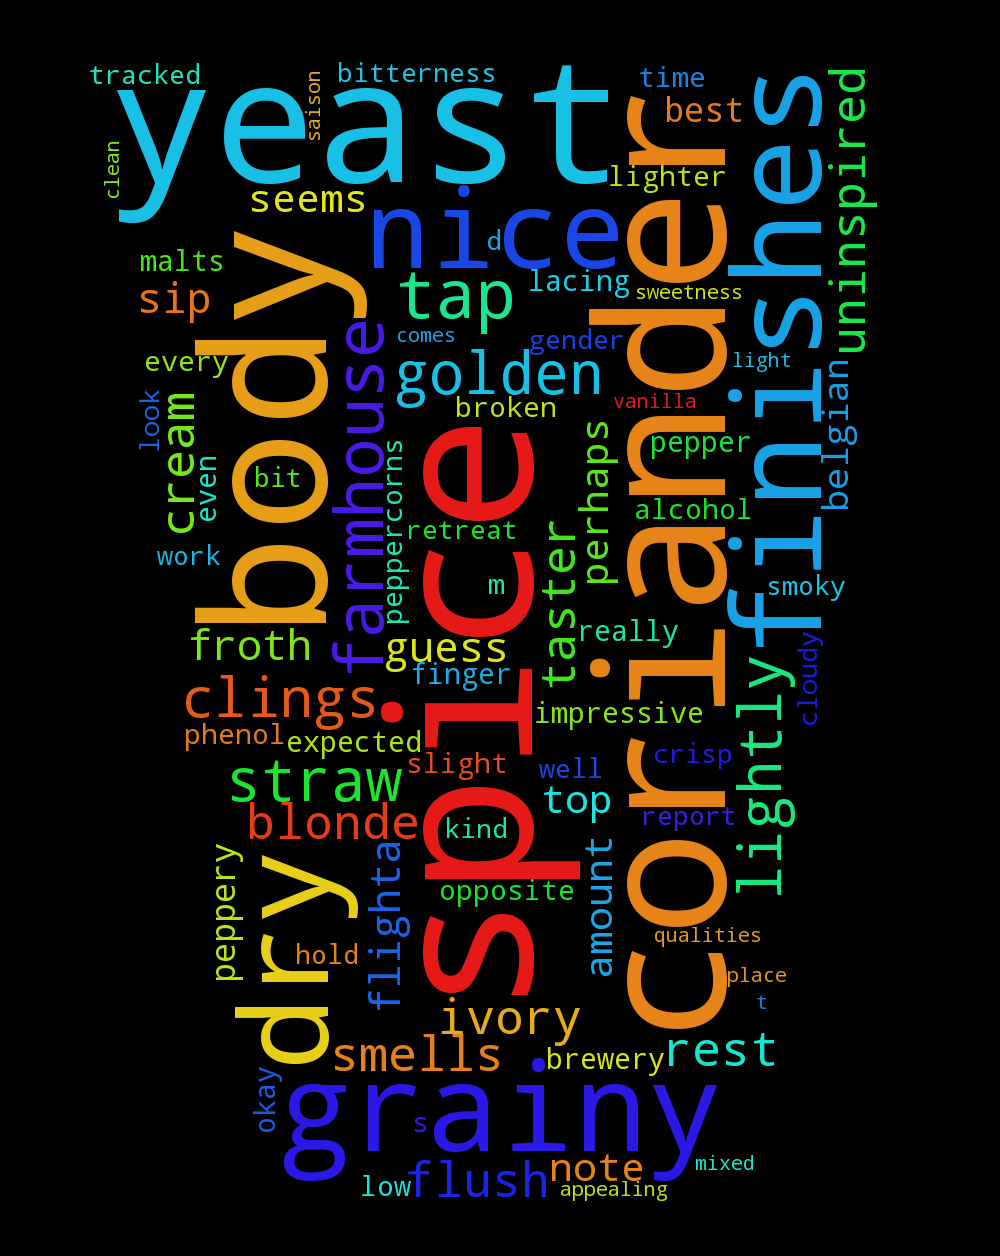 tracked
yeast
saison
bitterness
time
best
clean
coriander
finishes
uninspired
seems
nice
lighter
d
body
malts
sip
tap
lacing
sweetness
comes
gender
every
farmhouse
golden
light
look
cream
broken
vanilla
belgian
even
bit
spice
perhaps
pepper
peppercorns
retreat
alcohol
work
m
taster
smoky
froth
guess
really
cloudy
finger
lightly
clings
impressive
phenol
expected
slight
well
crisp
straw
top
blonde
kind
report
peppery
flighta
opposite
amount
dry
hold
qualities
place
t
ivory
smells
brewery
rest
okay
grainy
s
low
flush
note
appealing
mixed